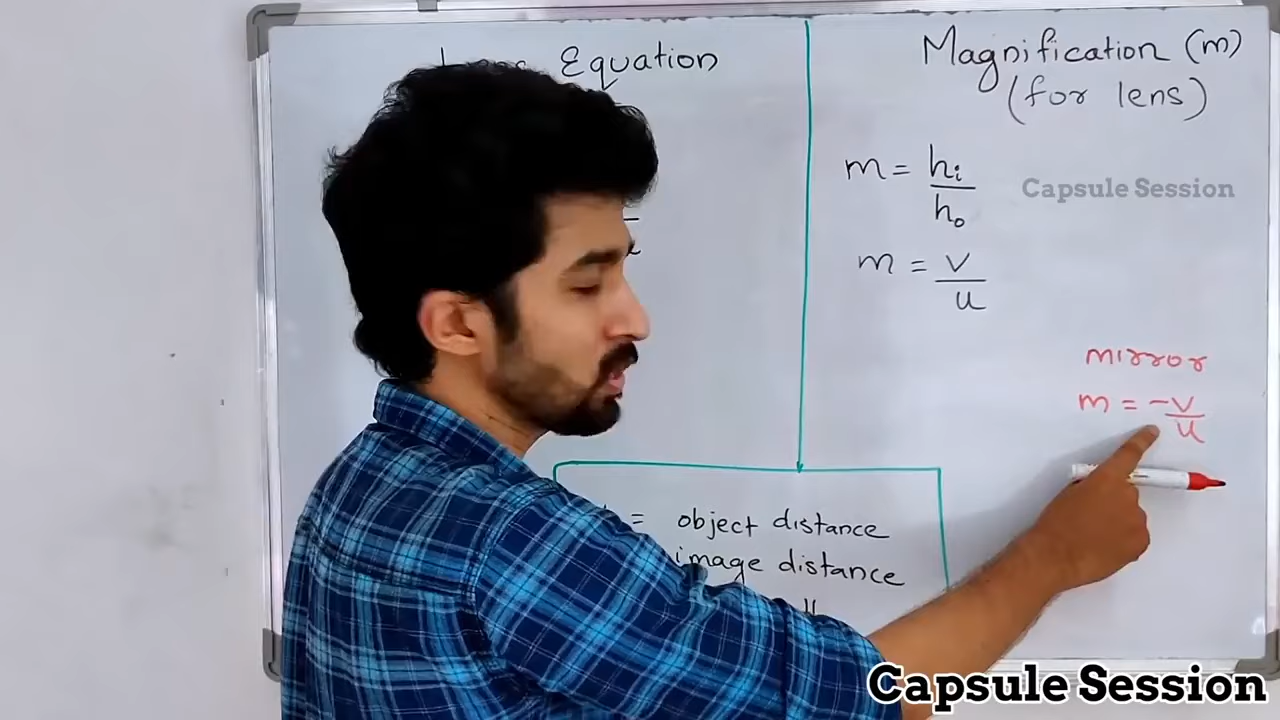 Equation
Magnification (m)
(for lens)
m = hi/ho
Capsule Session
m = v/u
mirror
m = -v/u
= object distance
image distance
Capsule Session